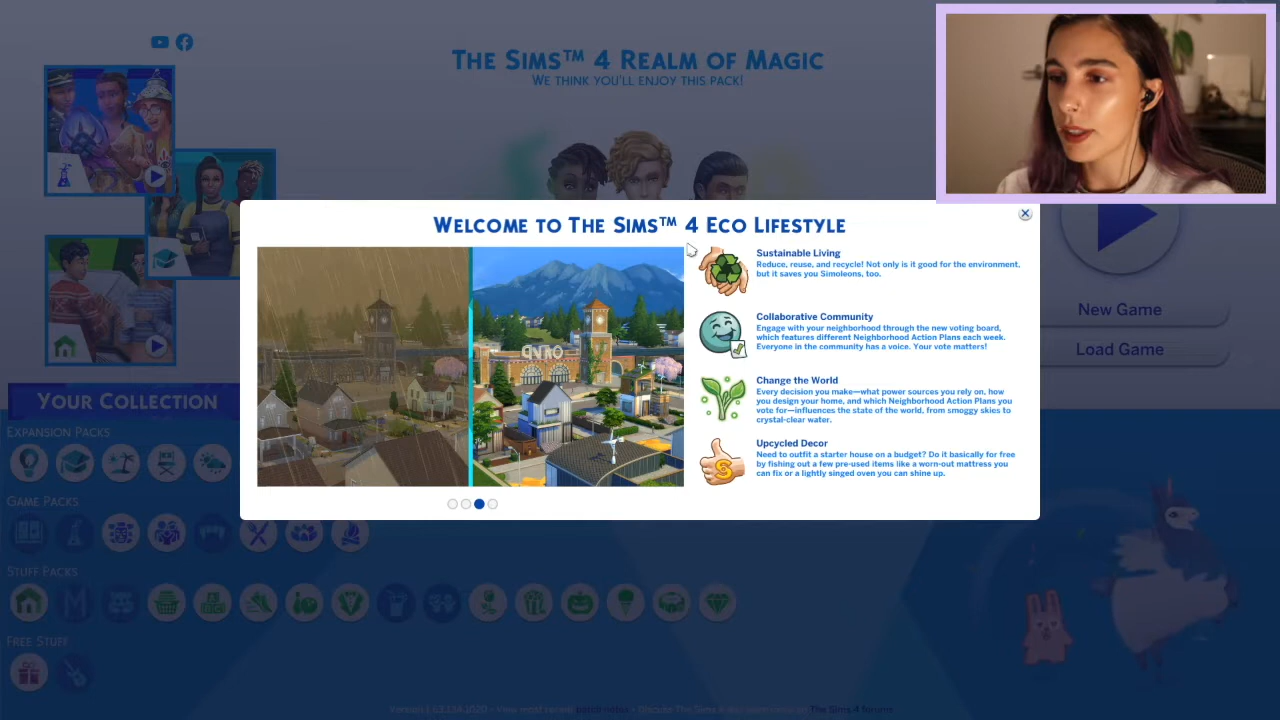 The Sims™ 4 Realm of Magic
We think you'll enjoy this pack!
Welcome to The Sims™ 4 Eco Lifestyle
Sustainable Living
Reduce, reuse, and recycle! Not only is it good for the environment,
but it saves you Simoleons, too.
Collaborative Community
Engage with your neighborhood through the new voting board,
which features different Neighborhood Action Plans each week.
Everyone in the community has a voice. Your vote matters!
Change the World
Every decision you make—what power sources you rely on, how
you design your home, and which Neighborhood Action Plans you
vote for—influences the state of the world, from smoggy skies to
crystal-clear water.
Upcycled Decor
Need to outfit a starter house on a budget? Do it basically for free
by fishing out a few pre-used items like a worn-out mattress you
can fix or a lightly singed oven you can shine up.
New Game
Load Game
Your Collection
Expansion Packs
Game Packs
Stuff Packs
Free Stuff
The Sims 4 forums